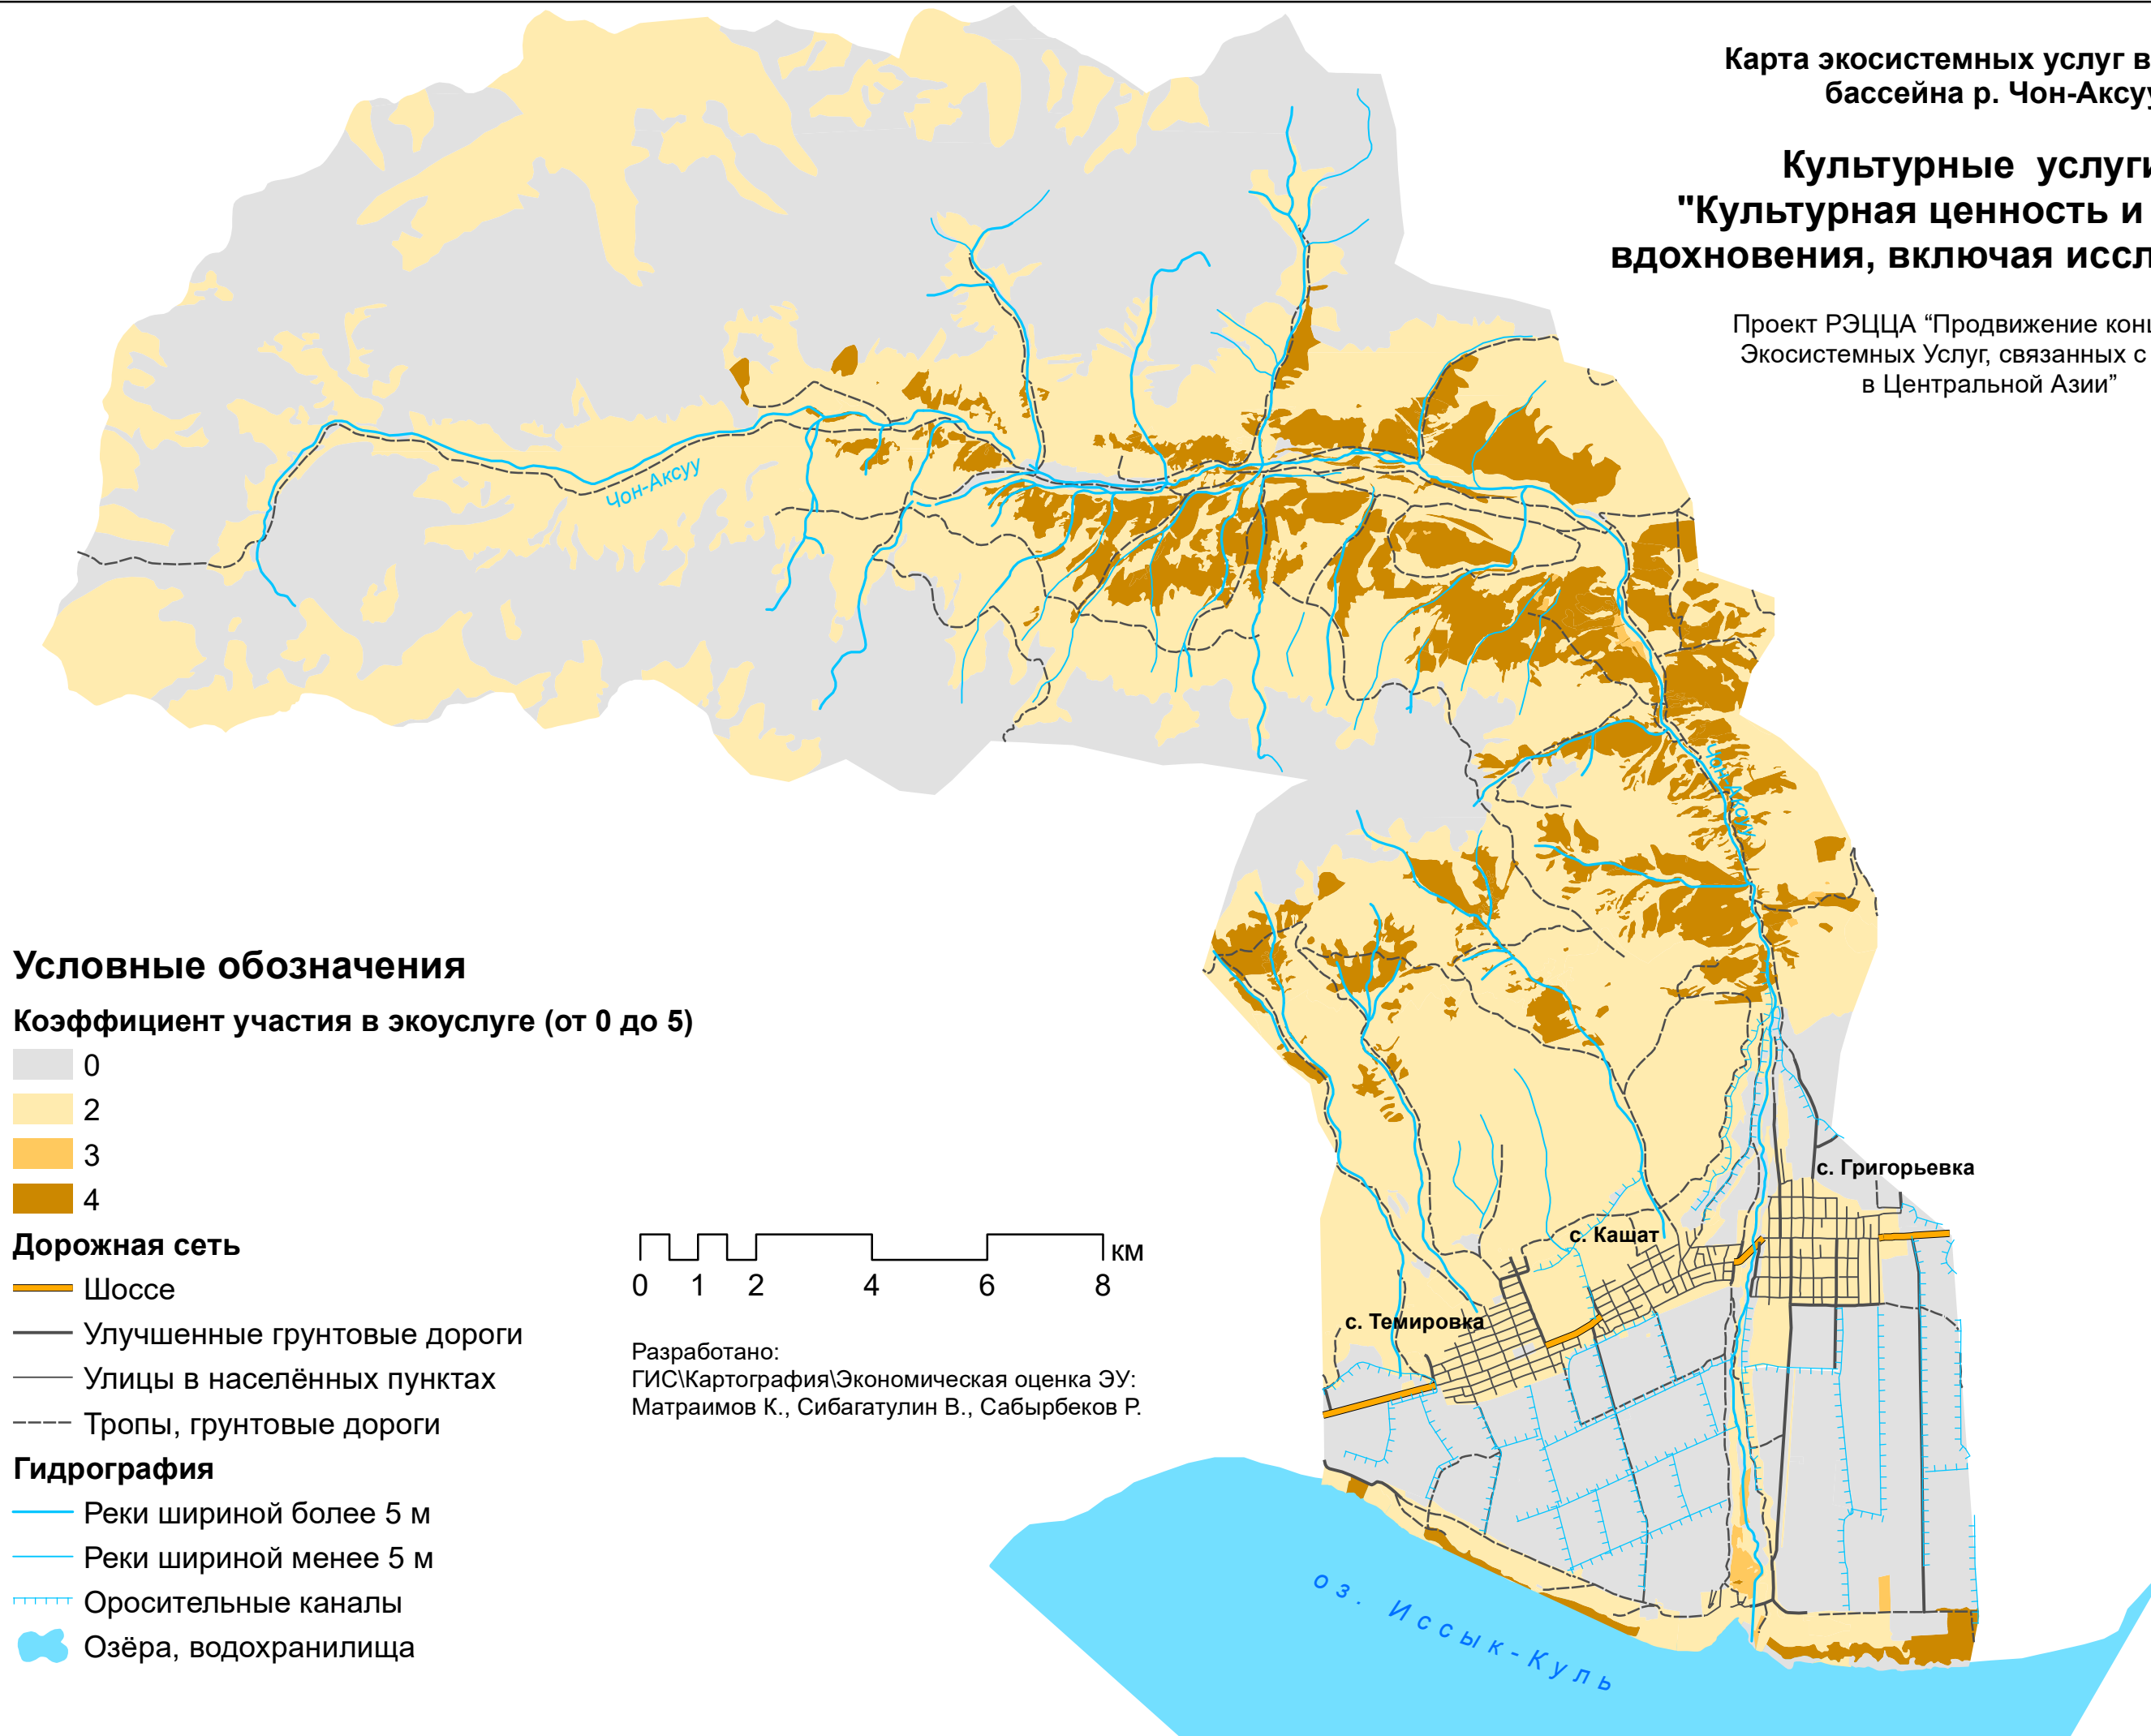 Карта экосистемных услуг в
бассейна р. Чон-Аксуу
Культурные услуги
"Культурная ценность и
вдохновения, включая иссл
Проект РЭЦЦА “Продвижение конц
Экосистемных Услуг, связанных с
в Центральной Азии”
Чон-Аксуу
Чон-Аксуу
Условные обозначения
Коэффициент участия в экоуслуге (от 0 до 5)
0
2
3
4
Дорожная сеть
Шоссе
Улучшенные грунтовые дороги
Улицы в населённых пунктах
Тропы, грунтовые дороги
Гидрография
Реки шириной более 5 м
Реки шириной менее 5 м
Оросительные каналы
Озёра, водохранилища
км
0 1 2 4 6 8
Разработано:
ГИС\Картография\Экономическая оценка ЭУ:
Матраимов К., Сибагатулин В., Сабырбеков Р.
с. Григорьевка
с. Кашат
с. Темировка
оз. Иссык-Куль